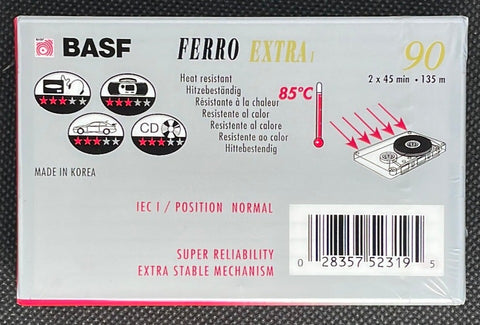 BASF
FERRO EXTRA I
90
2 x 45 min • 135 m
Heat resistant
Hitzebeständig
Résistante à la chaleur
Resistente al calor
Resistente al calore
Resistente ao calor
Hittebestendig
85°C
CD
MADE IN KOREA
IEC I / POSITION NORMAL
SUPER RELIABILITY
EXTRA STABLE MECHANISM
0 28357 52319 5